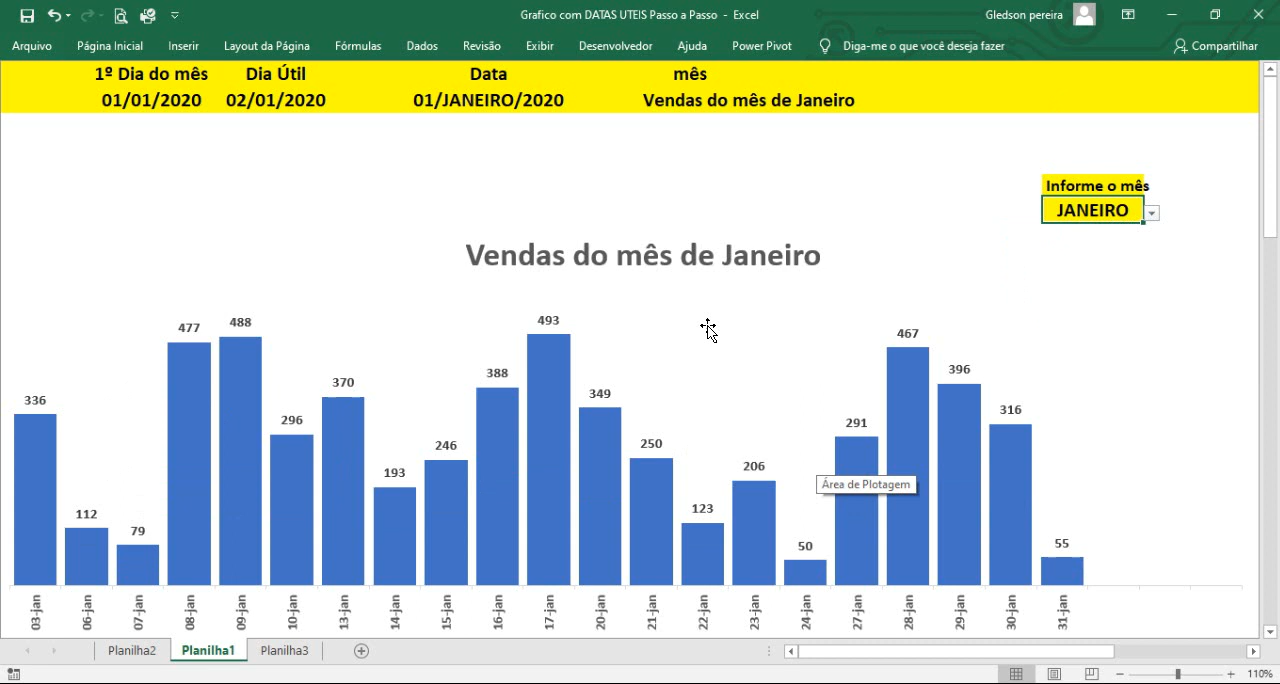 Grafico com DATAS UTEIS Passo a Passo - Excel
Gledson pereira
Arquivo Página Inicial Inserir Layout da Página Fórmulas Dados Revisão Exibir Desenvolvedor Ajuda Power Pivot Diga-me o que você deseja fazer Compartilhar
1º Dia do mês Dia Útil Data mês
01/01/2020 02/01/2020 01/JANEIRO/2020 Vendas do mês de Janeiro
Informe o mês
JANEIRO
Vendas do mês de Janeiro
336 112 79 477 488 296 370 193 246 388 493 349 250 123 206 50 291 467 396 316 55
Área de Plotagem
03-jan 06-jan 07-jan 08-jan 09-jan 10-jan 13-jan 14-jan 15-jan 16-jan 17-jan 20-jan 21-jan 22-jan 23-jan 24-jan 27-jan 28-jan 29-jan 30-jan 31-jan
Planilha2 Planilha1 Planilha3
110%